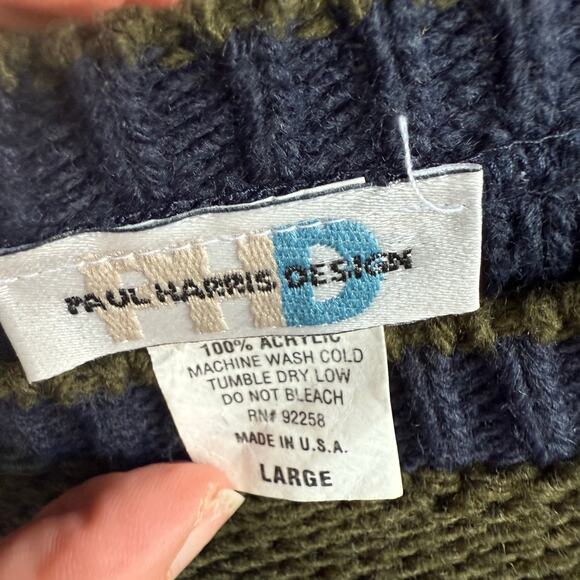 PHD
PAUL HARRIS DESIGN
100% ACRYLIC
MACHINE WASH COLD
TUMBLE DRY LOW
DO NOT BLEACH
RN# 92258
MADE IN U.S.A.
LARGE